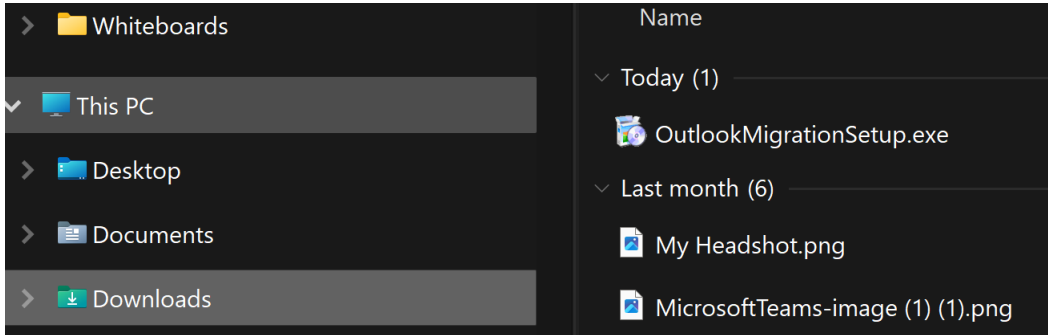 Whiteboards
This PC
Desktop
Documents
Downloads
Name
Today (1)
OutlookMigrationSetup.exe
Last month (6)
My Headshot.png
MicrosoftTeams-image (1) (1).png